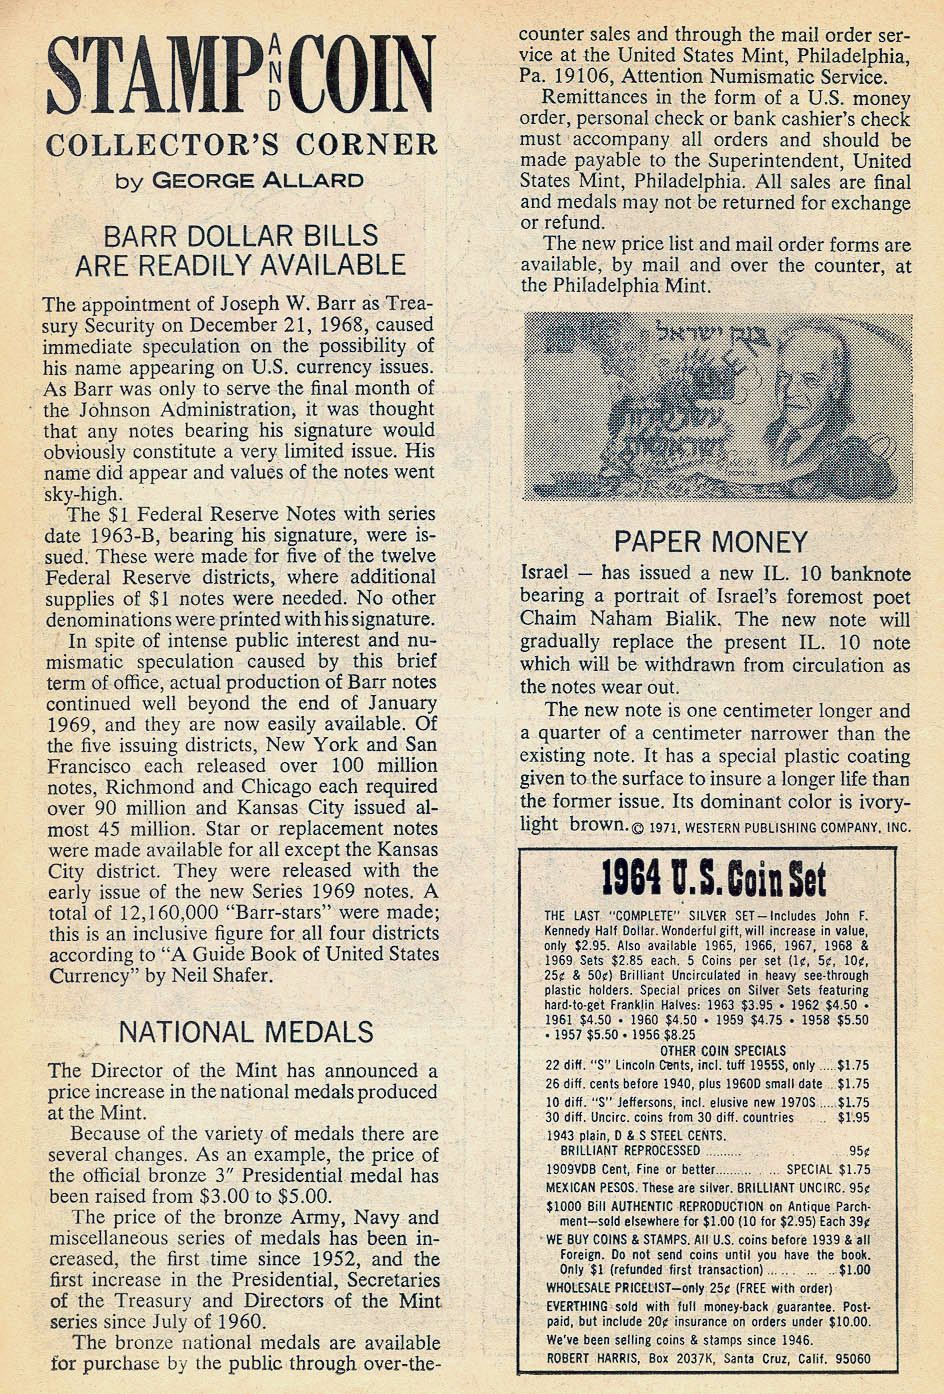 STAMP AND COIN
COLLECTOR'S CORNER
by GEORGE ALLARD
BARR DOLLAR BILLS
ARE READILY AVAILABLE
The appointment of Joseph W. Barr as Trea-
sury Security on December 21, 1968, caused
immediate speculation on the possibility of
his name appearing on U.S. currency issues.
As Barr was only to serve the final month of
the Johnson Administration, it was thought
that any notes bearing his signature would
obviously constitute a very limited issue. His
name did appear and values of the notes went
sky-high.
The $1 Federal Reserve Notes with series
date 1963-B, bearing his signature, were is-
sued. These were made for five of the twelve
Federal Reserve districts, where additional
supplies of $1 notes were needed. No other
denominations were printed with his signature.
In spite of intense public interest and nu-
mismatic speculation caused by this brief
term of office, actual production of Barr notes
continued well beyond the end of January
1969, and they are now easily available. Of
the five issuing districts, New York and San
Francisco each released over 100 million
notes, Richmond and Chicago each required
over 90 million and Kansas City issued al-
most 45 million. Star or replacement notes
were made available for all except the Kansas
City district. They were released with the
early issue of the new Series 1969 notes. A
total of 12,160,000 "Barr-stars" were made;
this is an inclusive figure for all four districts
according to "A Guide Book of United States
Currency" by Neil Shafer.
NATIONAL MEDALS
The Director of the Mint has announced a
price increase in the national medals produced
at the Mint.
Because of the variety of medals there are
several changes. As an example, the price of
the official bronze 3" Presidential medal has
been raised from $3.00 to $5.00.
The price of the bronze Army, Navy and
miscellaneous series of medals has been in-
creased, the first time since 1952, and the
first increase in the Presidential, Secretaries
of the Treasury and Directors of the Mint
series since July of 1960.
The bronze national medals are available
for purchase by the public through over-the-
counter sales and through the mail order ser-
vice at the United States Mint, Philadelphia,
Pa. 19106, Attention Numismatic Service.
Remittances in the form of a U.S. money
order, personal check or bank cashier's check
must accompany all orders and should be
made payable to the Superintendent, United
States Mint, Philadelphia. All sales are final
and medals may not be returned for exchange
or refund.
The new price list and mail order forms are
available, by mail and over the counter, at
the Philadelphia Mint.
בנק ישראל
PAPER MONEY
Israel — has issued a new IL. 10 banknote
bearing a portrait of Israel's foremost poet
Chaim Naham Bialik. The new note will
gradually replace the present IL. 10 note
which will be withdrawn from circulation as
the notes wear out.
The new note is one centimeter longer and
a quarter of a centimeter narrower than the
existing note. It has a special plastic coating
given to the surface to insure a longer life than
the former issue. Its dominant color is ivory-
light brown. © 1971, WESTERN PUBLISHING COMPANY, INC.
1964 U.S. Coin Set
THE LAST "COMPLETE" SILVER SET—Includes John F.
Kennedy Half Dollar. Wonderful gift, will increase in value,
only $2.95. Also available 1965, 1966, 1967, 1968 &
1969 Sets $2.85 each. 5 Coins per set (1¢, 5¢, 10¢,
25¢ & 50¢) Brilliant Uncirculated in heavy see-through
plastic holders. Special prices on Silver Sets featuring
hard-to-get Franklin Halves: 1963 $3.95 • 1962 $4.50 •
1961 $4.50 • 1960 $4.50 • 1959 $4.75 • 1958 $5.50
• 1957 $5.50 • 1956 $8.25
OTHER COIN SPECIALS
22 diff. "S" Lincoln Cents, incl. tuff 1955S, only ..... $1.75
26 diff. cents before 1940, plus 1960D small date .. $1.75
10 diff. "S" Jeffersons, incl. elusive new 1970S ..... $1.75
30 diff. Uncirc. coins from 30 diff. countries .. $1.95
1943 plain, D & S STEEL CENTS.
BRILLIANT REPROCESSED .......... 95¢
1909VDB Cent, Fine or better.......... SPECIAL $1.75
MEXICAN PESOS. These are silver. BRILLIANT UNCIRC. 95¢
$1000 Bill AUTHENTIC REPRODUCTION on Antique Parch-
ment—sold elsewhere for $1.00 (10 for $2.95) Each 39¢
WE BUY COINS & STAMPS. All U.S. coins before 1939 & all
Foreign. Do not send coins until you have the book.
Only $1 (refunded first transaction).......... $1.00
WHOLESALE PRICELIST—only 25¢ (FREE with order)
EVERTHING sold with full money-back guarantee. Post-
paid, but include 20¢ insurance on orders under $10.00.
We've been selling coins & stamps since 1946.
ROBERT HARRIS, Box 2037K, Santa Cruz, Calif. 95060